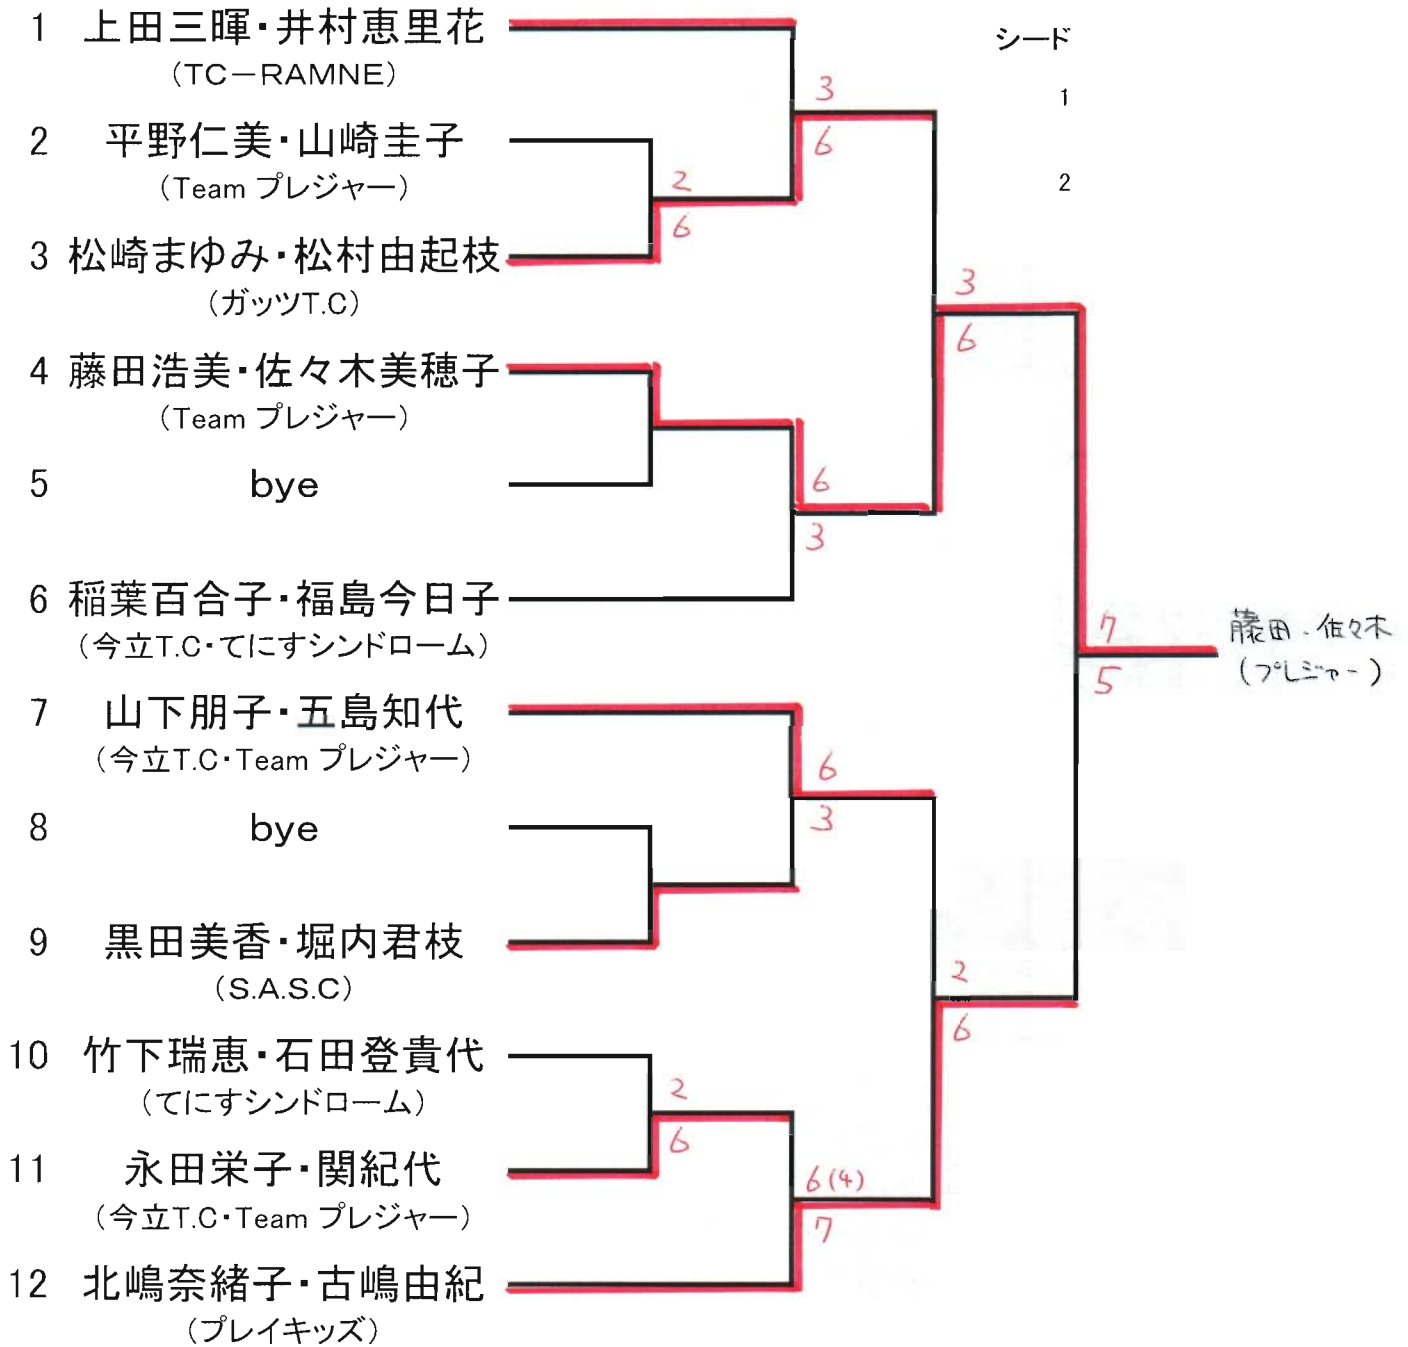 1 上田三暉・井村恵里花
(TC－RAMNE)
シード
1
3
6
2 平野仁美・山崎圭子
(Team プレジャー)
2
2
6
3 松崎まゆみ・松村由起枝
(ガッツT.C)
3
6
4 藤田浩美・佐々木美穂子
(Team プレジャー)
5 bye
6
3
6 稲葉百合子・福島今日子
(今立T.C・てにすシンドローム)
7
5
藤田・佐々木
(プレジャー)
7 山下朋子・五島知代
(今立T.C・Team プレジャー)
6
3
8 bye
9 黒田美香・堀内君枝
(S.A.S.C)
2
6
10 竹下瑞恵・石田登貴代
(てにすシンドローム)
2
6
11 永田栄子・関紀代
(今立T.C・Team プレジャー)
6(4)
7
12 北嶋奈緒子・古嶋由紀
(プレイキッズ)